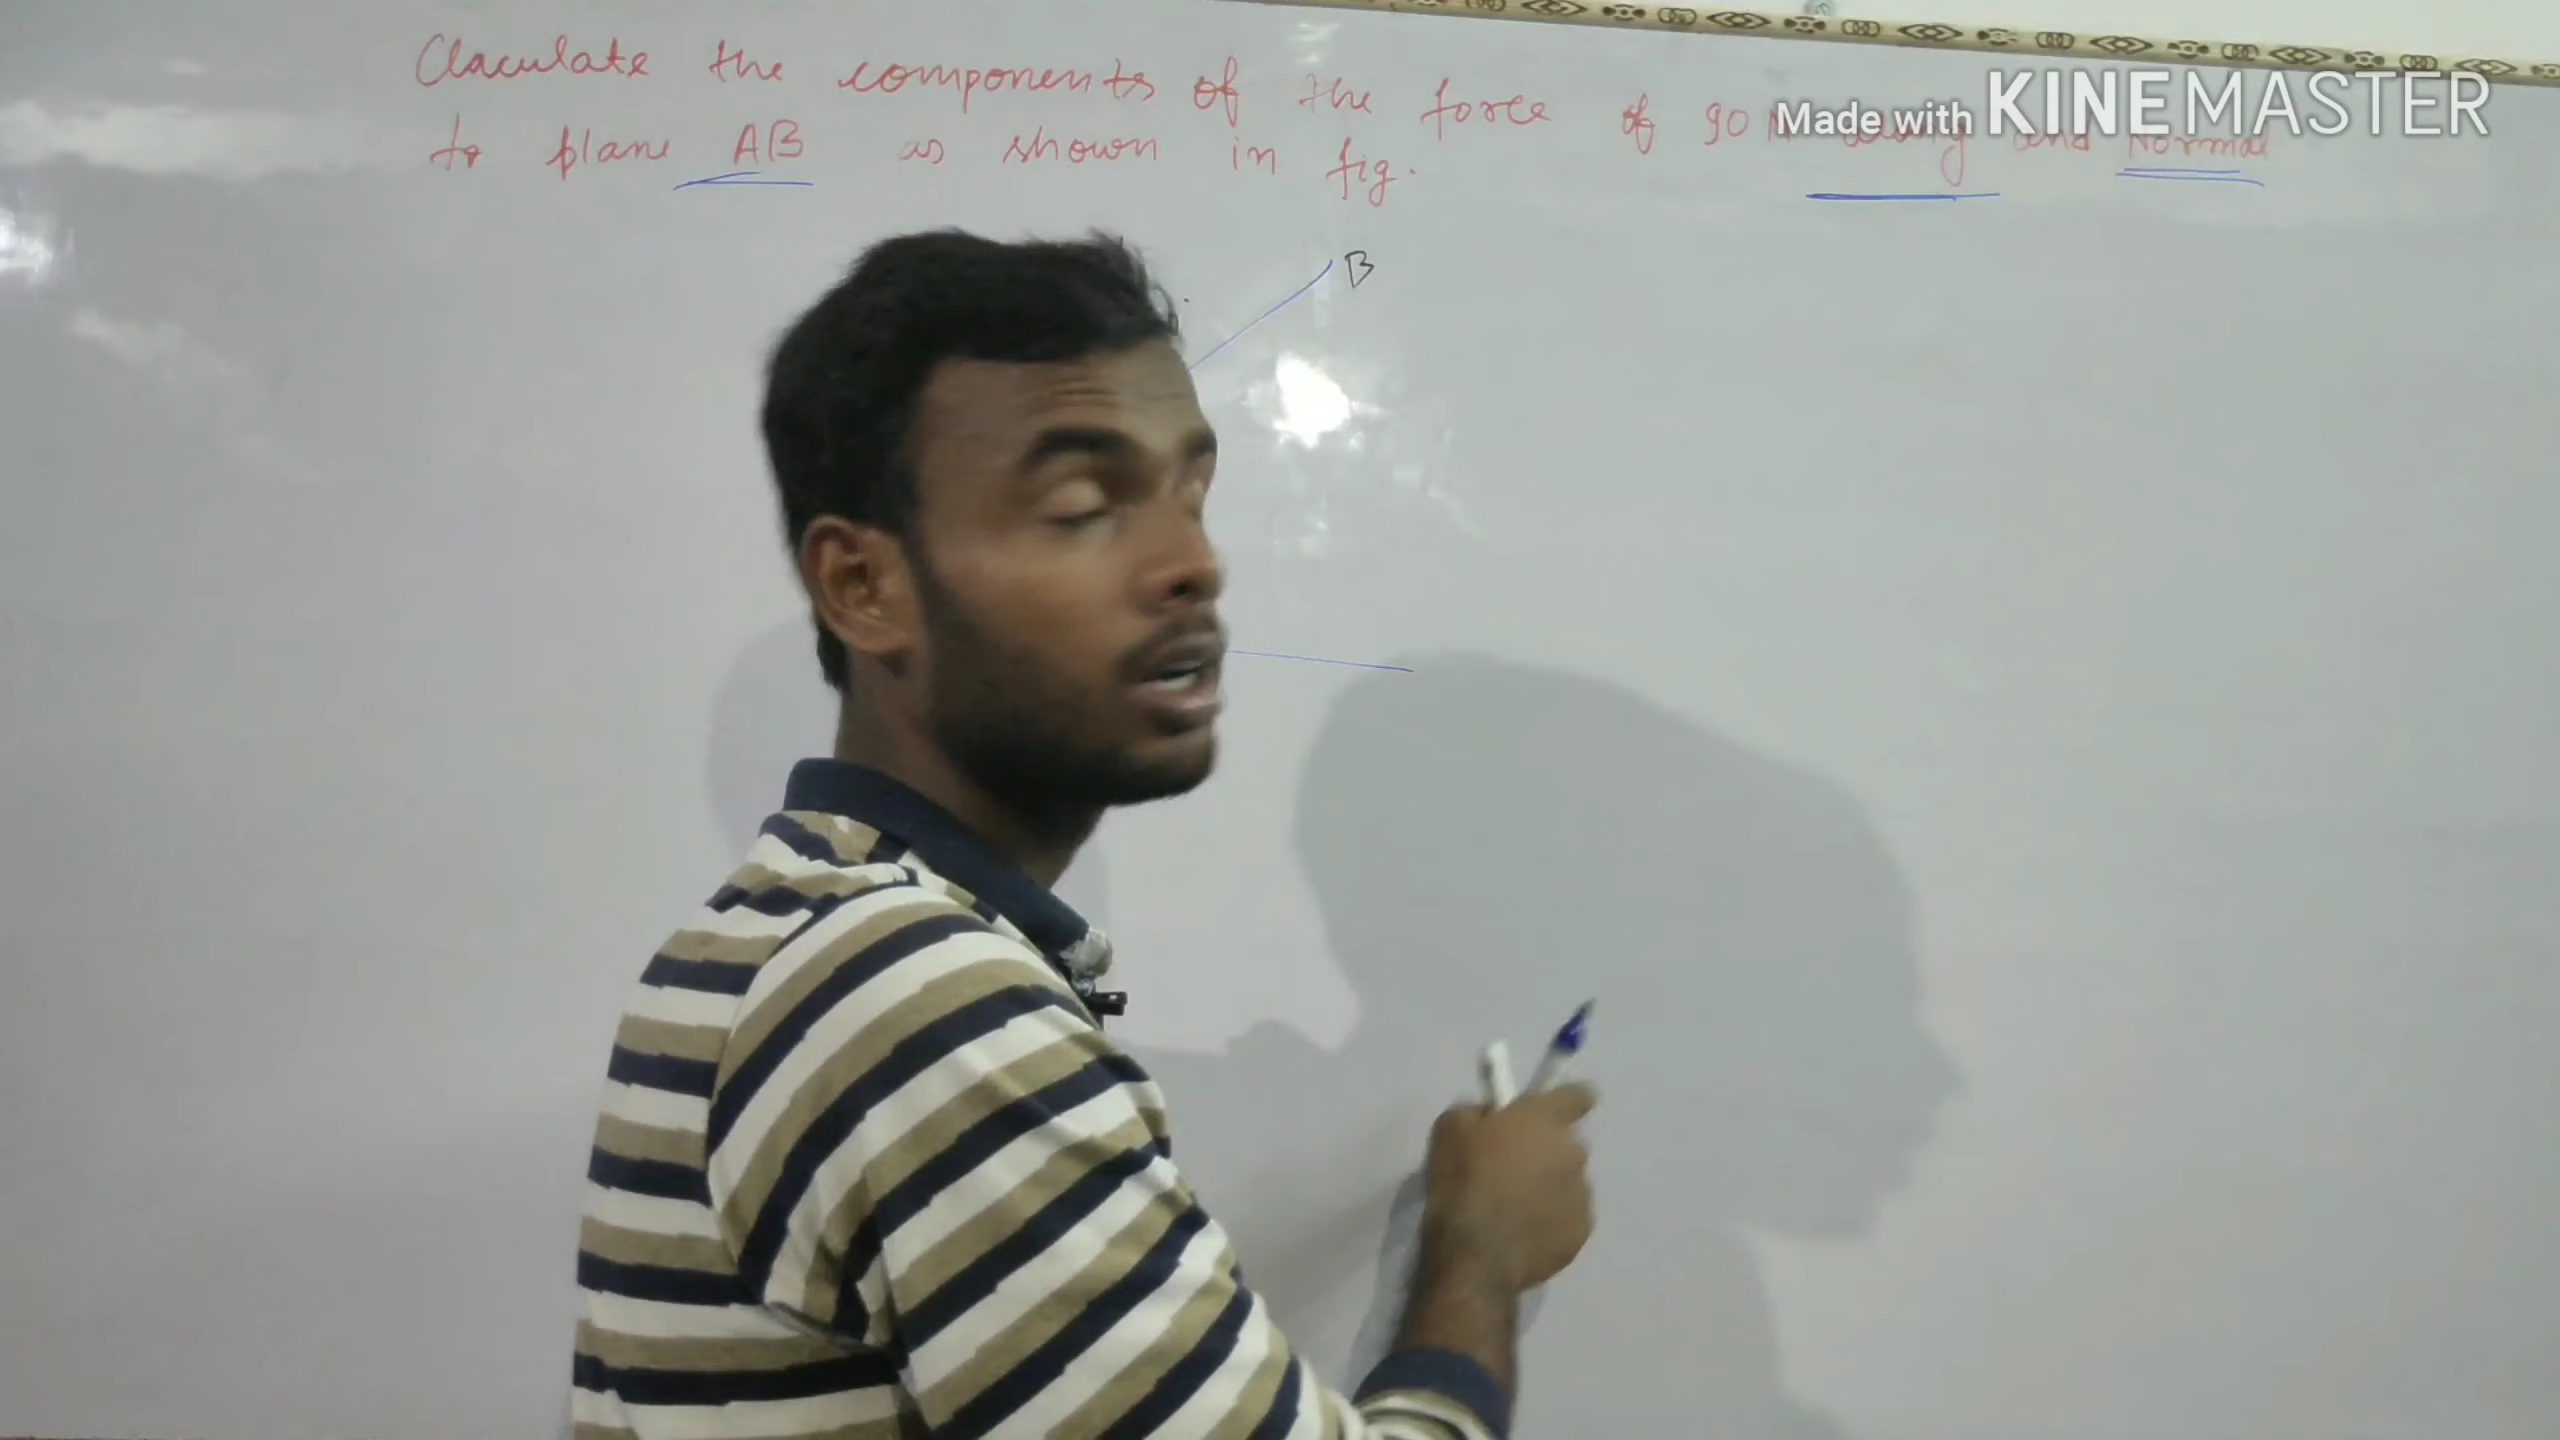 Claculate the components of the force of 90 N along and Normal
to plane AB as shown in fig.
Made with KINEMASTER
B